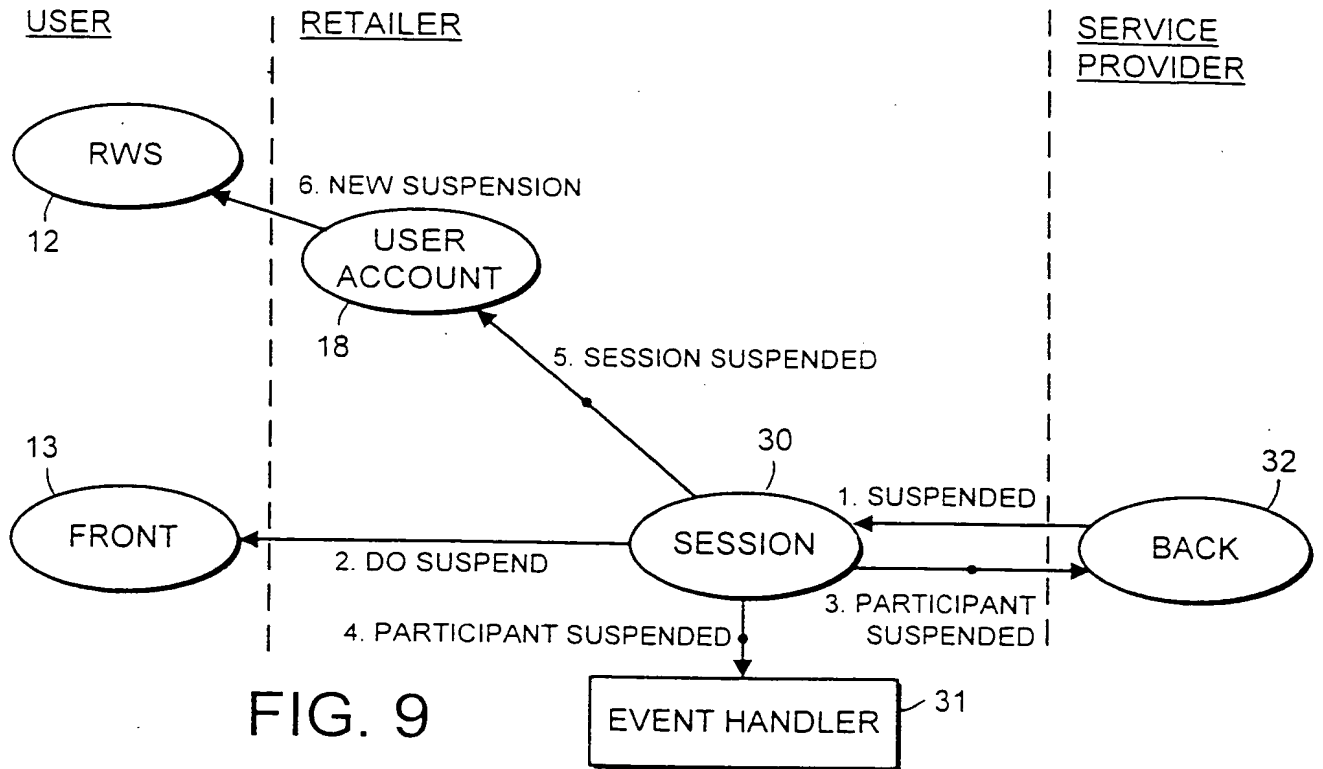 USER
RETAILER
SERVICE
PROVIDER
RWS
12
6. NEW SUSPENSION
USER
ACCOUNT
18
5. SESSION SUSPENDED
13
FRONT
2. DO SUSPEND
30
SESSION
1. SUSPENDED
32
BACK
3. PARTICIPANT
SUSPENDED
4. PARTICIPANT SUSPENDED
EVENT HANDLER
31
FIG. 9